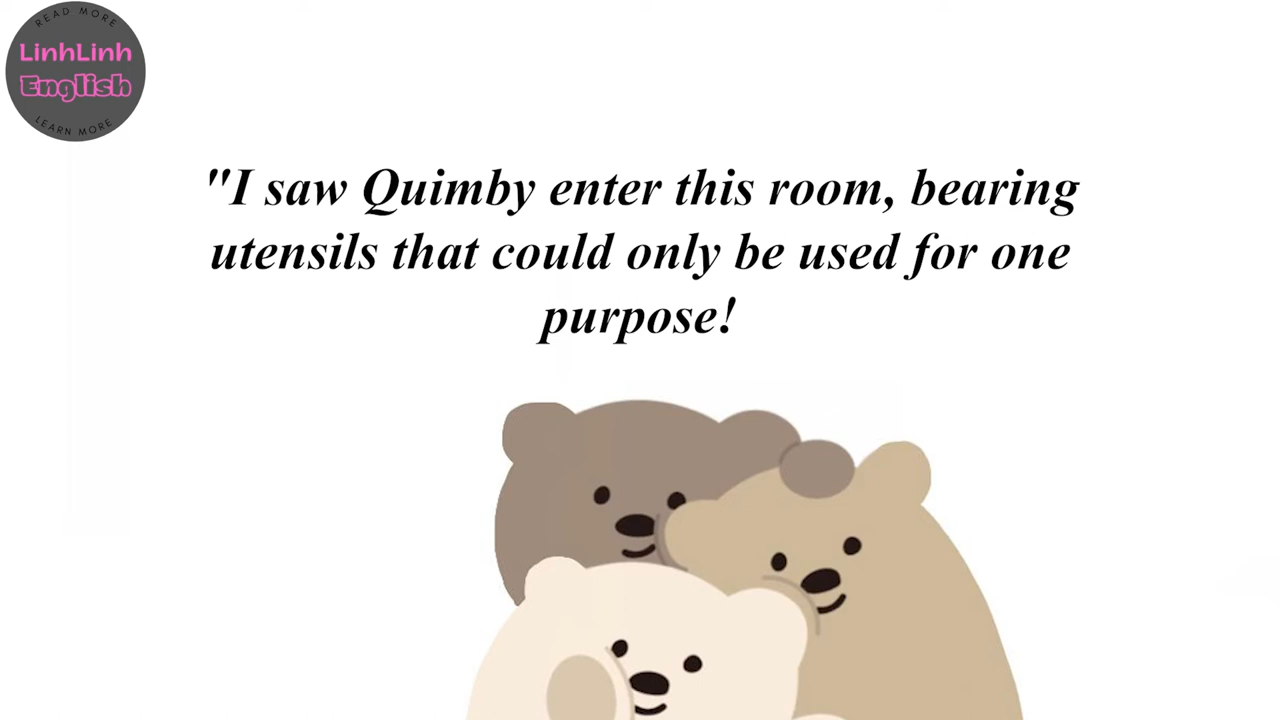 READ MORE
LinhLinh
English
LEARN MORE
"I saw Quimby enter this room, bearing
utensils that could only be used for one
purpose!